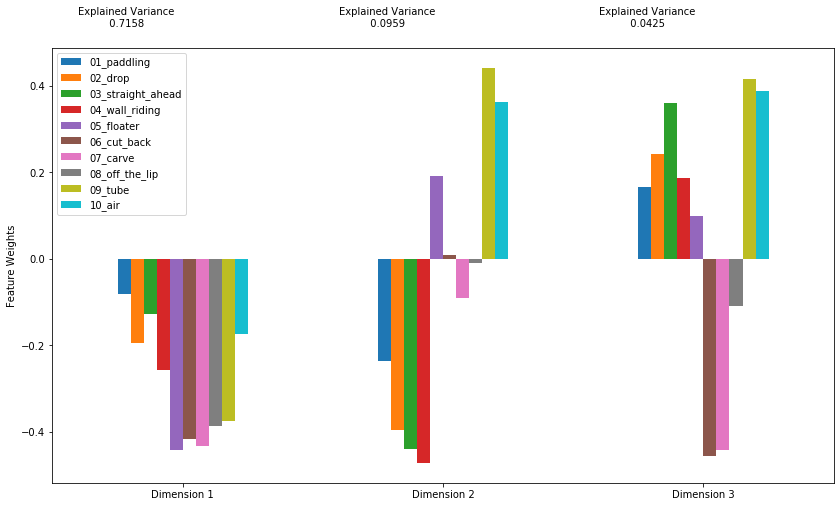 Explained Variance
0.7158
Explained Variance
0.0959
Explained Variance
0.0425
01_paddling
02_drop
03_straight_ahead
04_wall_riding
05_floater
06_cut_back
07_carve
08_off_the_lip
09_tube
10_air
Feature Weights
0.4
0.2
0.0
−0.2
−0.4
Dimension 1
Dimension 2
Dimension 3